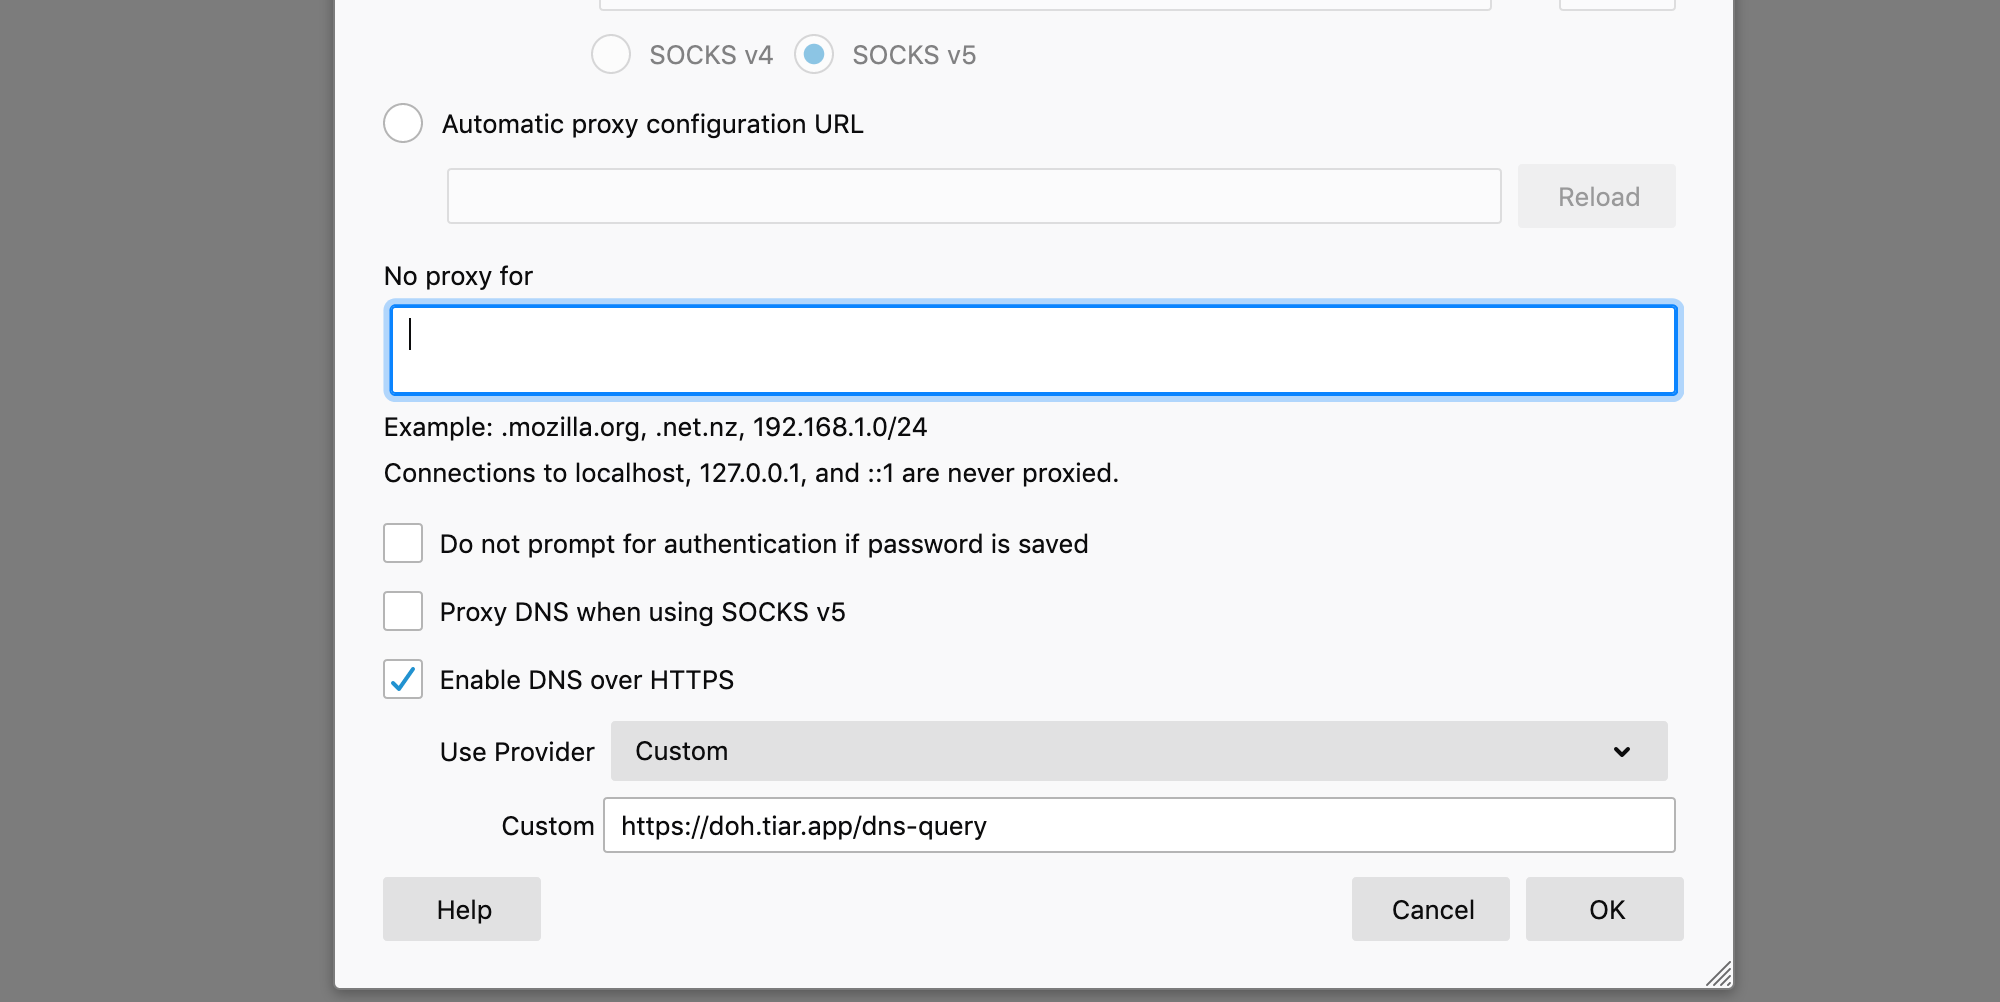 SOCKS v4 SOCKS v5
Automatic proxy configuration URL
Reload
No proxy for
Example: .mozilla.org, .net.nz, 192.168.1.0/24
Connections to localhost, 127.0.0.1, and ::1 are never proxied.
Do not prompt for authentication if password is saved
Proxy DNS when using SOCKS v5
Enable DNS over HTTPS
Use Provider Custom
Custom https://doh.tiar.app/dns-query
Help Cancel OK